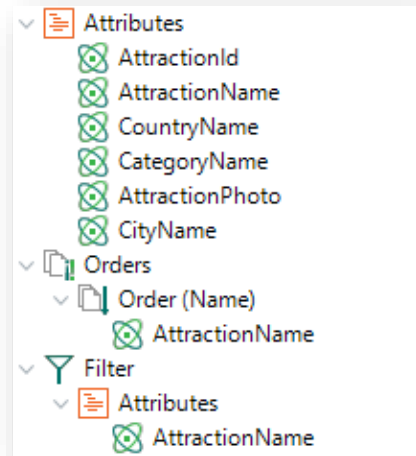 Attributes
AttractionId
AttractionName
CountryName
CategoryName
AttractionPhoto
CityName
Orders
Order (Name)
AttractionName
Filter
Attributes
AttractionName